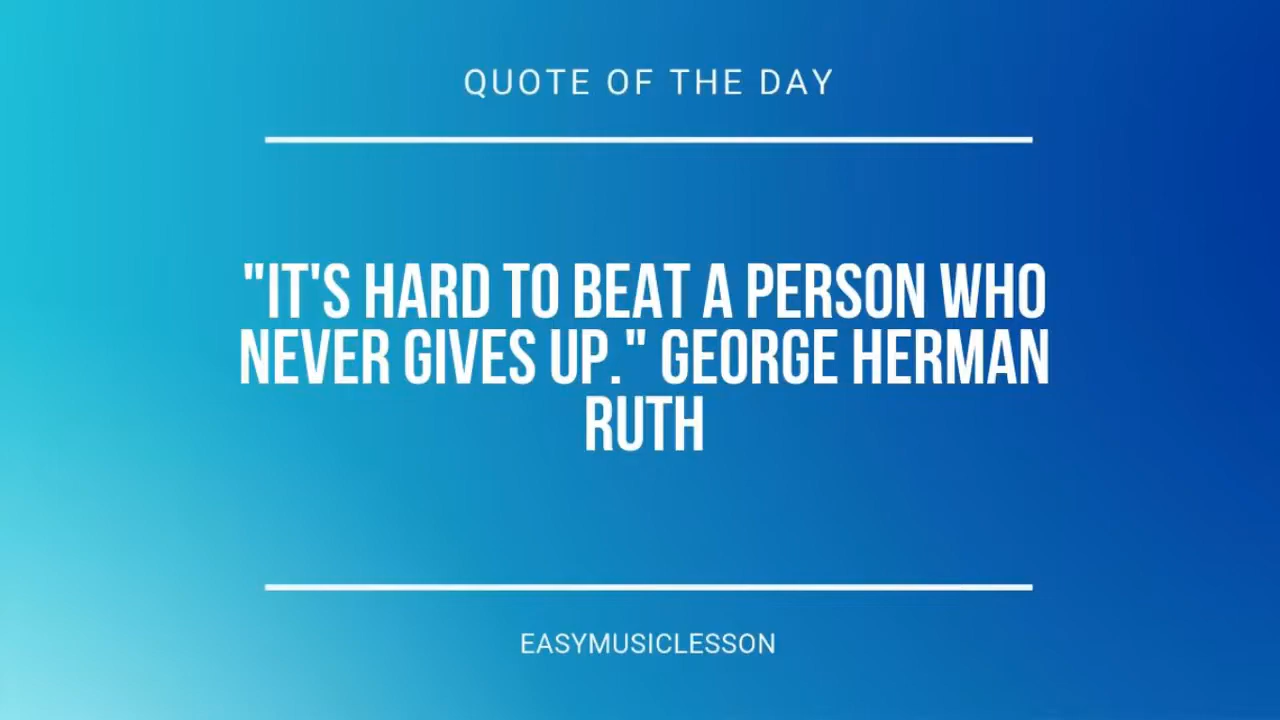 QUOTE OF THE DAY
"IT'S HARD TO BEAT A PERSON WHO
NEVER GIVES UP." GEORGE HERMAN
RUTH
EASYMUSICLESSON